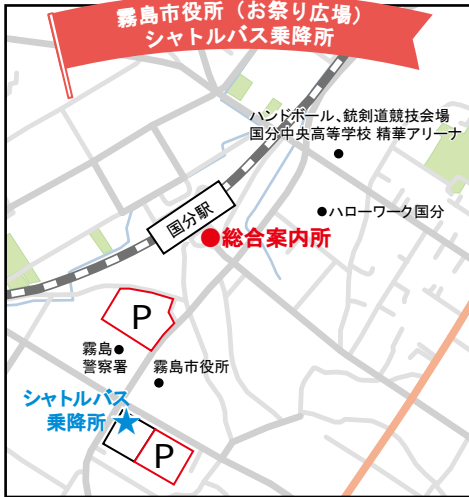 霧島市役所（お祭り広場）
シャトルバス乗降所
ハンドボール、銃剣道競技会場
国分中央高等学校 精華アリーナ
国分駅
ハローワーク国分
総合案内所
P
霧島
警察署
霧島市役所
シャトルバス
乗降所
P